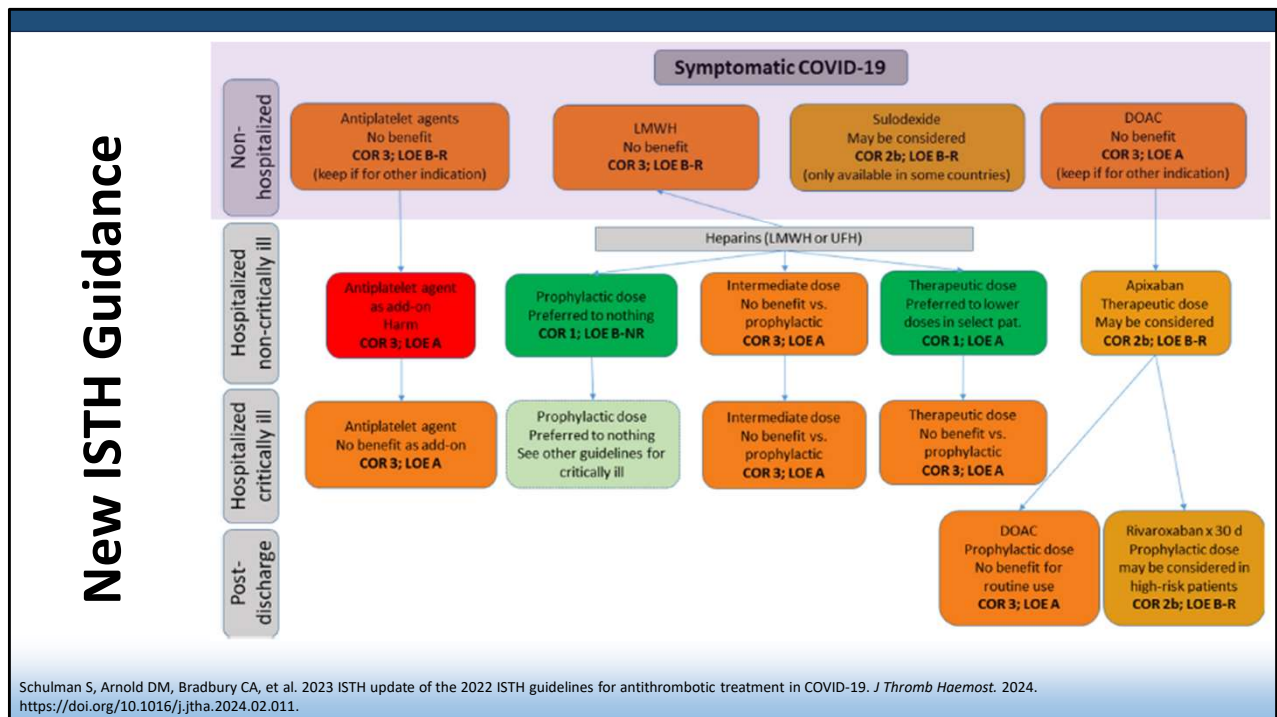 New ISTH Guidance
Symptomatic COVID-19
Non-
hospitalized
Antiplatelet agents
No benefit
COR 3; LOE B-R
(keep if for other indication)
LMWH
No benefit
COR 3; LOE B-R
Sulodexide
May be considered
COR 2b; LOE B-R
(only available in some countries)
DOAC
No benefit
COR 3; LOE A
(keep if for other indication)
Heparins (LMWH or UFH)
Hospitalized
non-critically ill
Antiplatelet agent
as add-on
Harm
COR 3; LOE A
Prophylactic dose
Preferred to nothing
COR 1; LOE B-NR
Intermediate dose
No benefit vs.
prophylactic
COR 3; LOE A
Therapeutic dose
Preferred to lower
doses in select pat.
COR 1; LOE A
Apixaban
Therapeutic dose
May be considered
COR 2b; LOE B-R
Hospitalized
critically ill
Antiplatelet agent
No benefit as add-on
COR 3; LOE A
Prophylactic dose
Preferred to nothing
See other guidelines for
critically ill
Intermediate dose
No benefit vs.
prophylactic
COR 3; LOE A
Therapeutic dose
No benefit vs.
prophylactic
COR 3; LOE A
Post-
discharge
DOAC
Prophylactic dose
No benefit for
routine use
COR 3; LOE A
Rivaroxaban x 30 d
Prophylactic dose
may be considered in
high-risk patients
COR 2b; LOE B-R
Schulman S, Arnold DM, Bradbury CA, et al. 2023 ISTH update of the 2022 ISTH guidelines for antithrombotic treatment in COVID-19. J Thromb Haemost. 2024.
https://doi.org/10.1016/j.jtha.2024.02.011.